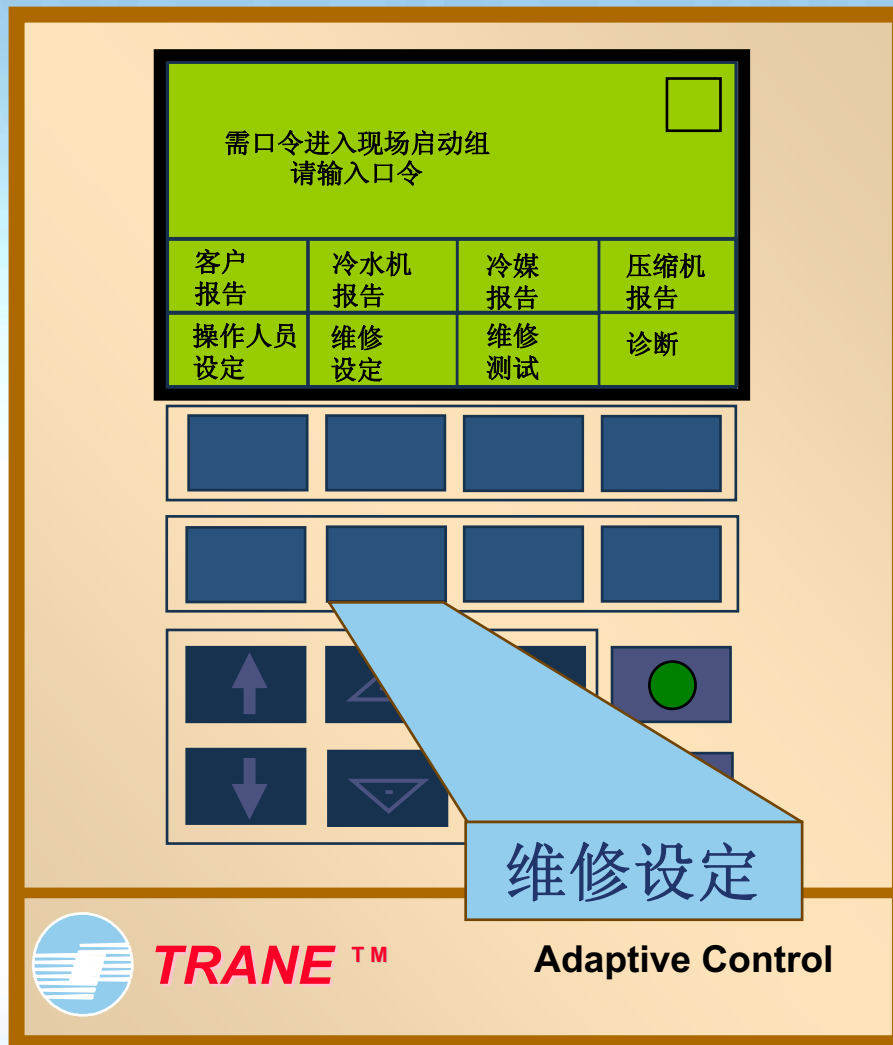 需口令进入现场启动组
请输入口令
客户
报告
冷水机
报告
冷媒
报告
压缩机
报告
操作人员
设定
维修
设定
维修
测试
诊断
维修设定
TRANE ™
Adaptive Control